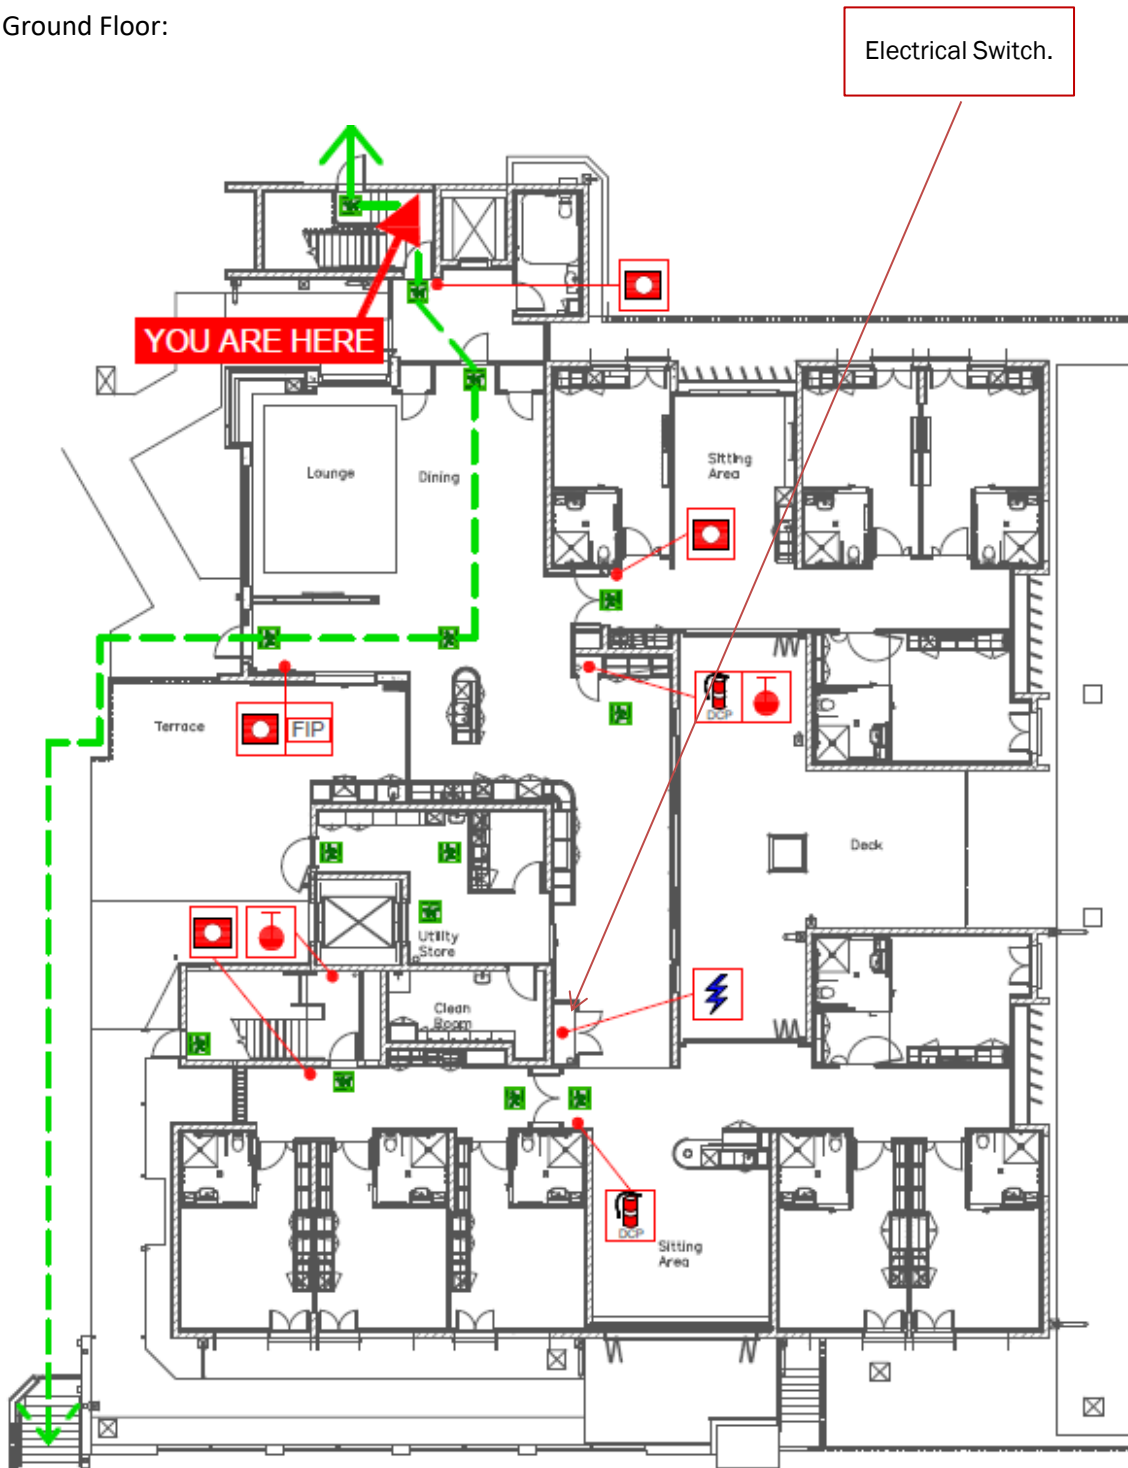 Ground Floor:
Electrical Switch.
YOU ARE HERE
Lounge
Dining
Sitting
Area
DCP
Terrace
FIP
Deck
Utility
Store
Clean
Room
DCP
Sitting
Area